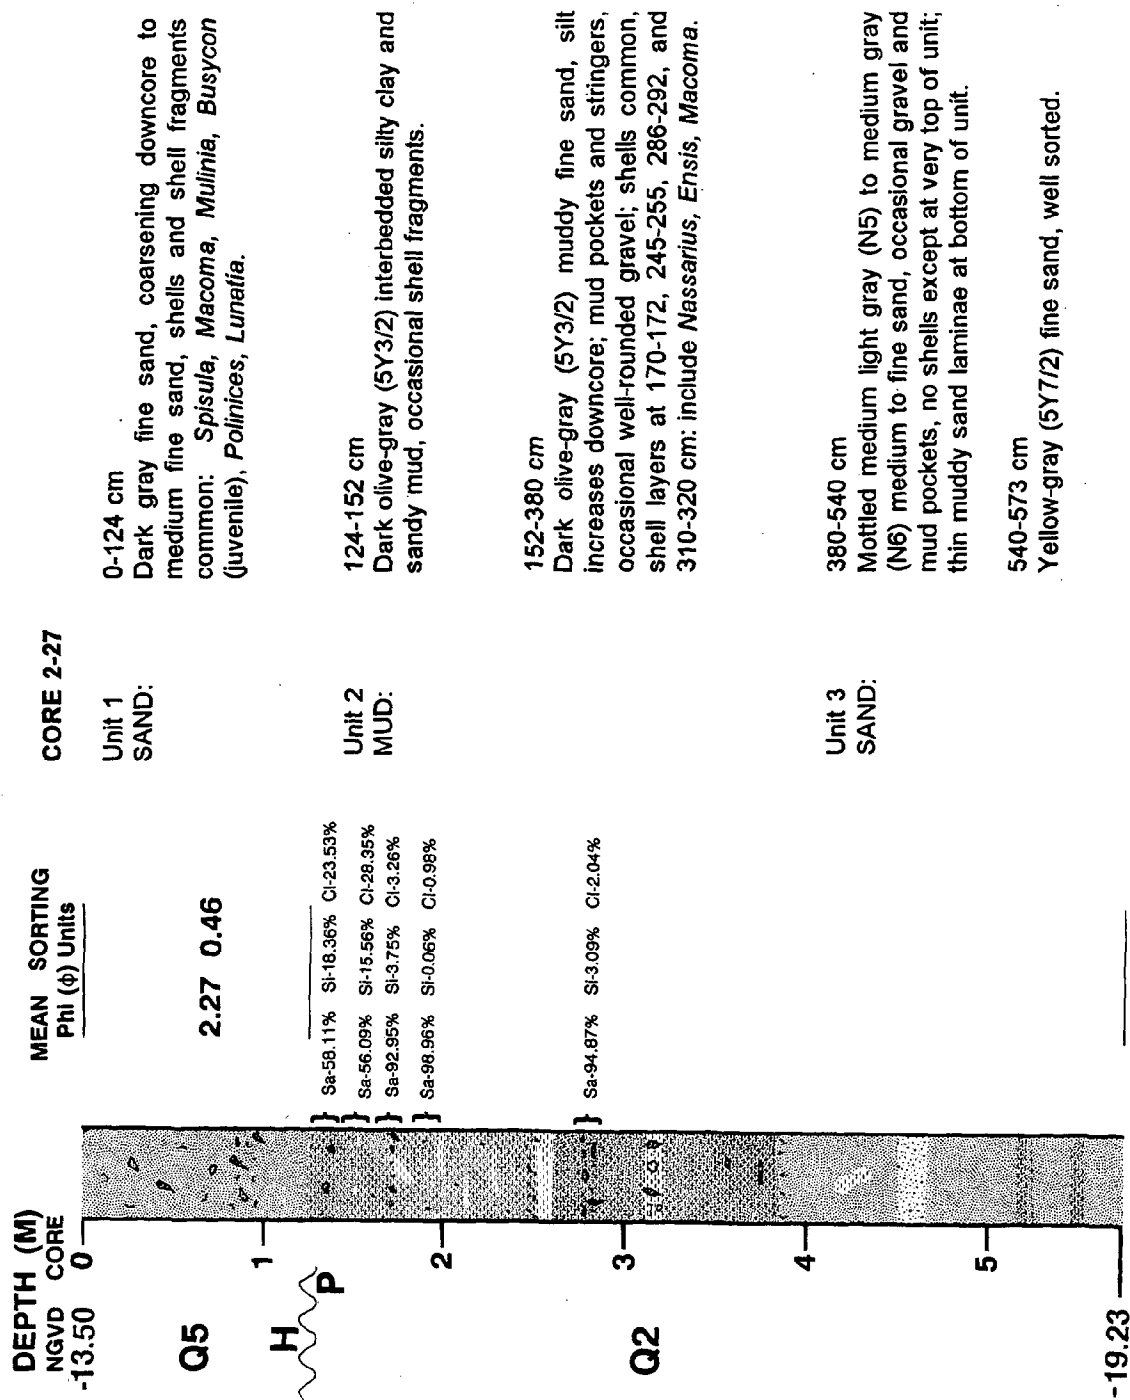 DEPTH (M)
NGVD CORE
-13.50 0
Q5
1
H
P
2
3
Q2
4
5
-19.23
MEAN SORTING
Phi (ϕ) Units
2.27 0.46
Sa-58.11% Si-18.36% Cl-23.53%
Sa-56.09% Si-15.56% Cl-28.35%
Sa-92.95% Si-3.75% Cl-3.26%
Sa-98.96% Si-0.06% Cl-0.98%
Sa-94.87% Si-3.09% Cl-2.04%
CORE 2-27
Unit 1
SAND:
0-124 cm
Dark gray fine sand, coarsening downcore to
medium fine sand, shells and shell fragments
common: Spisula, Macoma, Mulinia, Busycon
(juvenile), Polinices, Lunatia.
Unit 2
MUD:
124-152 cm
Dark olive-gray (5Y3/2) interbedded silty clay and
sandy mud, occasional shell fragments.
152-380 cm
Dark olive-gray (5Y3/2) muddy fine sand, silt
increases downcore; mud pockets and stringers,
occasional well-rounded gravel; shells common,
shell layers at 170-172, 245-255, 286-292, and
310-320 cm: include Nassarius, Ensis, Macoma.
Unit 3
SAND:
380-540 cm
Mottled medium light gray (N5) to medium gray
(N6) medium to fine sand, occasional gravel and
mud pockets, no shells except at very top of unit;
thin muddy sand laminae at bottom of unit.
540-573 cm
Yellow-gray (5Y7/2) fine sand, well sorted.